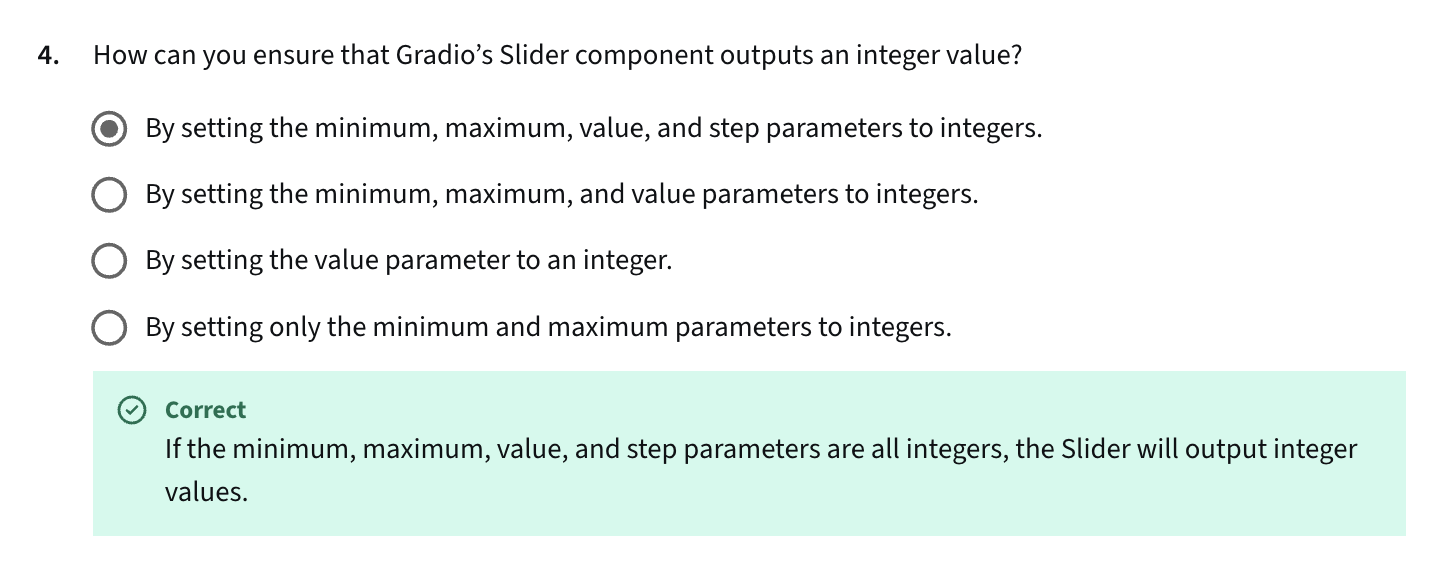 4. How can you ensure that Gradio’s Slider component outputs an integer value?
By setting the minimum, maximum, value, and step parameters to integers.
By setting the minimum, maximum, and value parameters to integers.
By setting the value parameter to an integer.
By setting only the minimum and maximum parameters to integers.
Correct
If the minimum, maximum, value, and step parameters are all integers, the Slider will output integer
values.